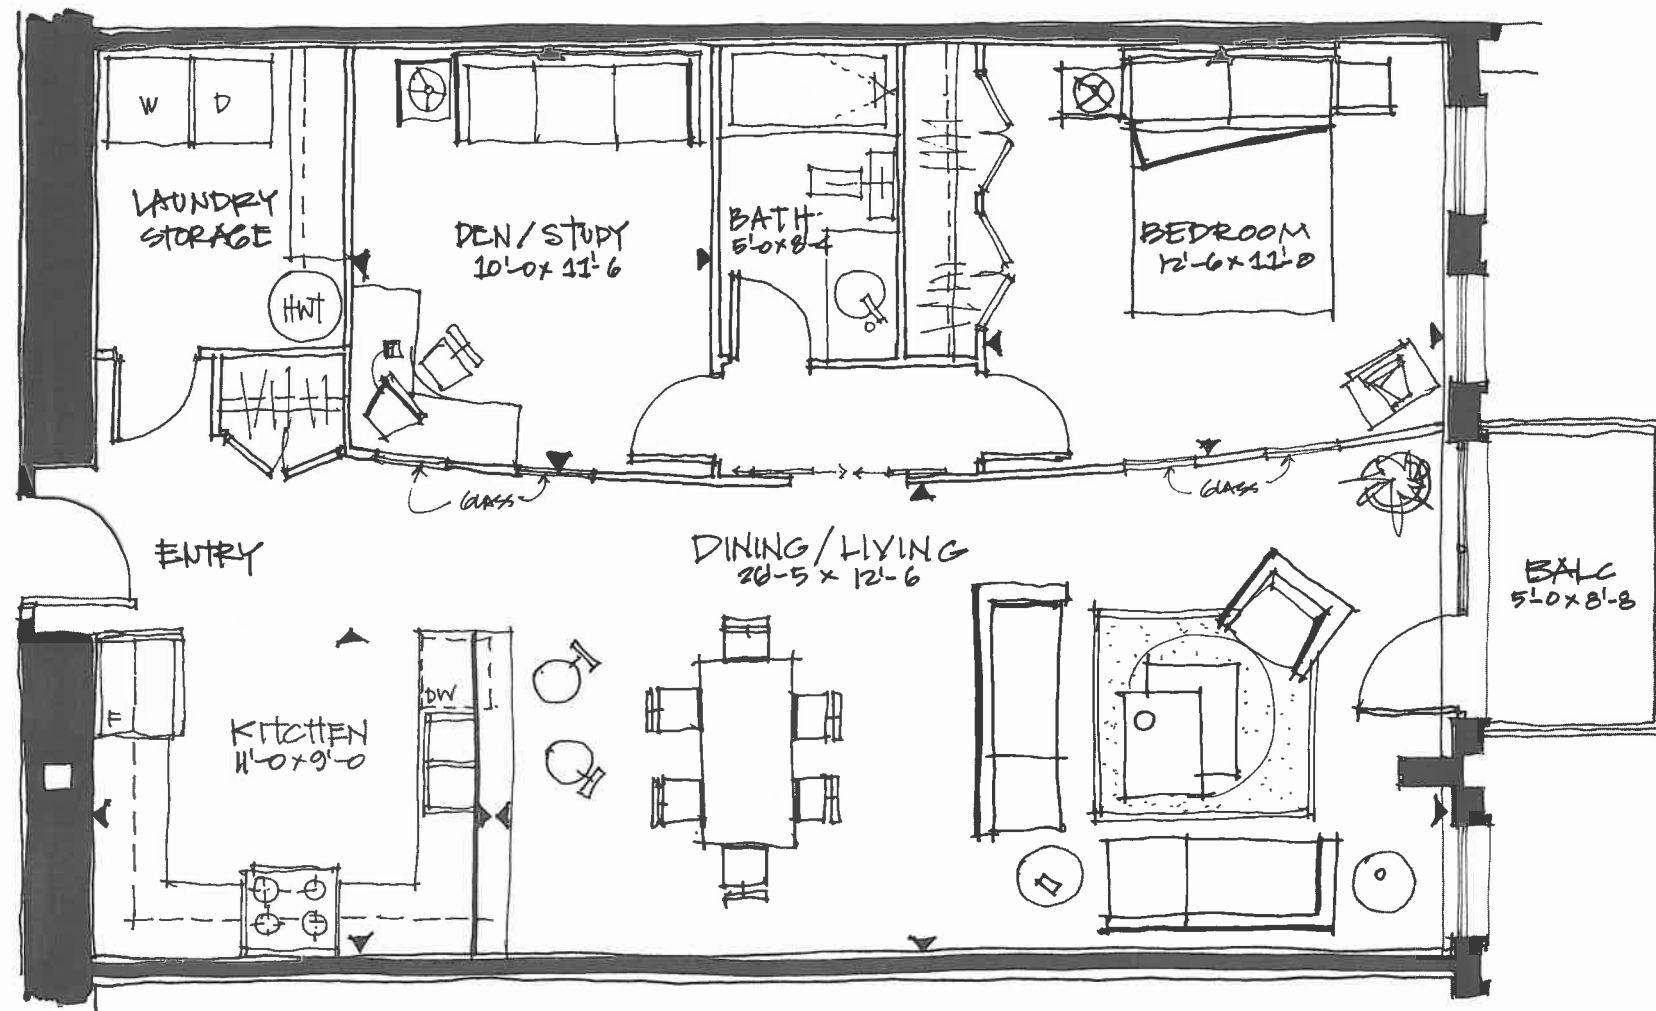 W D
LAUNDRY
STORAGE
HWT
DEN/STUDY
10'-0 x 11'-6
BATH
5'-0 x 8'-4
BEDROOM
12'-6 x 11'-0
GLASS
GLASS
ENTRY
DINING/LIVING
26'-5 x 12'-6
BALC
5'-0 x 8'-8
F
DW
KITCHEN
11'-0 x 9'-0